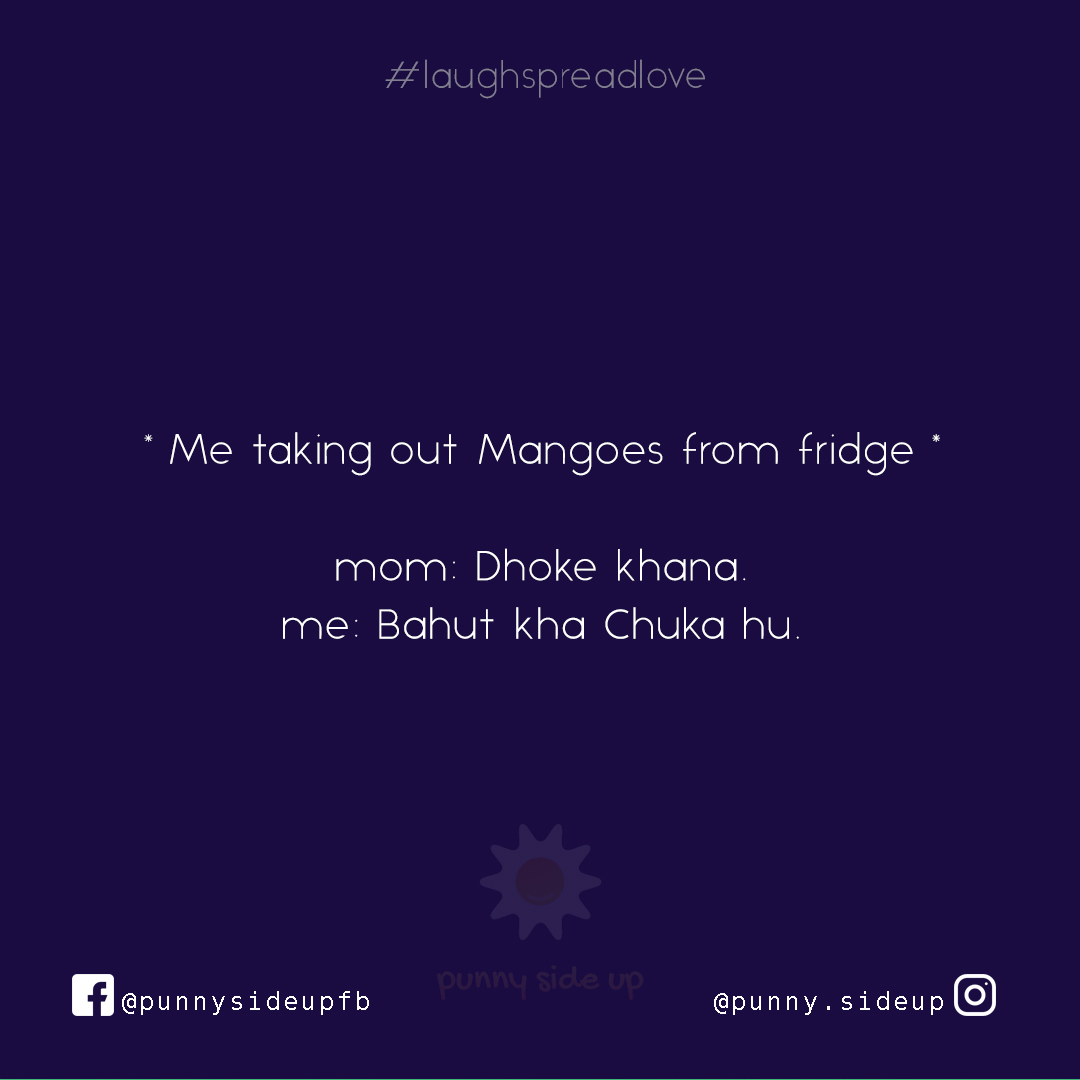 #laughspreadlove
* Me taking out Mangoes from fridge *
mom: Dhoke khana.
me: Bahut kha Chuka hu.
punny side up
@punnysideupfb
@punny.sideup